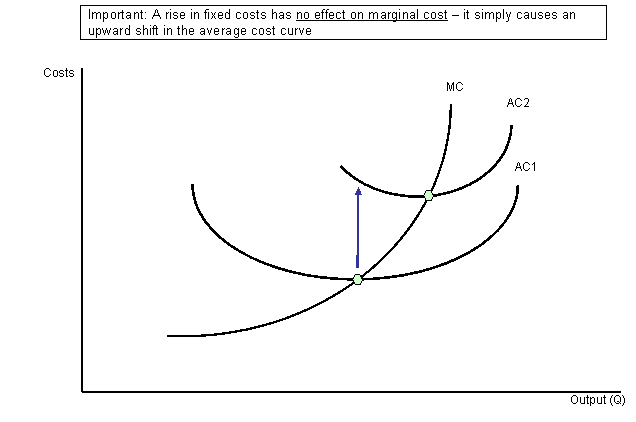 Important: A rise in fixed costs has no effect on marginal cost – it simply causes an
upward shift in the average cost curve
Costs
MC
AC2
AC1
Output (Q)